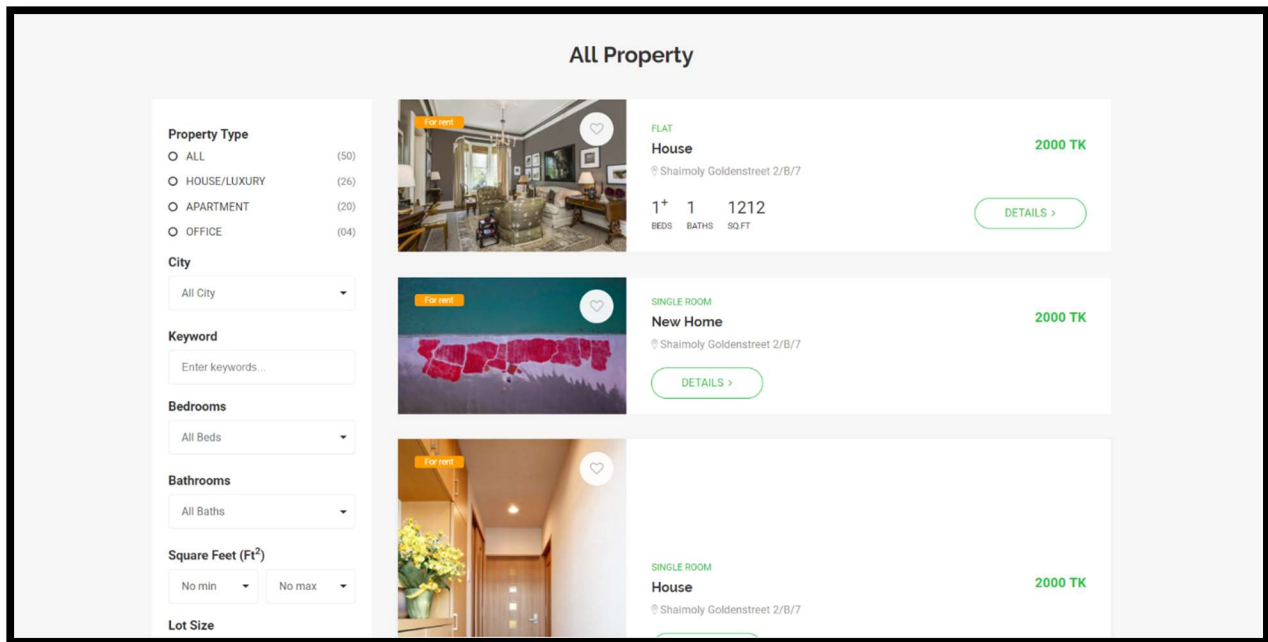 All Property
Property Type
ALL (50)
HOUSE/LUXURY (26)
APARTMENT (20)
OFFICE (04)
City
All City
Keyword
Enter keywords...
Bedrooms
All Beds
Bathrooms
All Baths
Square Feet (Ft²)
No min No max
Lot Size
For rent
FLAT
House
2000 TK
Shaimoly Goldenstreet 2/B/7
1+ 1 1212
BEDS BATHS SQ.FT
DETAILS >
For rent
SINGLE ROOM
New Home
2000 TK
Shaimoly Goldenstreet 2/B/7
DETAILS >
For rent
SINGLE ROOM
House
2000 TK
Shaimoly Goldenstreet 2/B/7